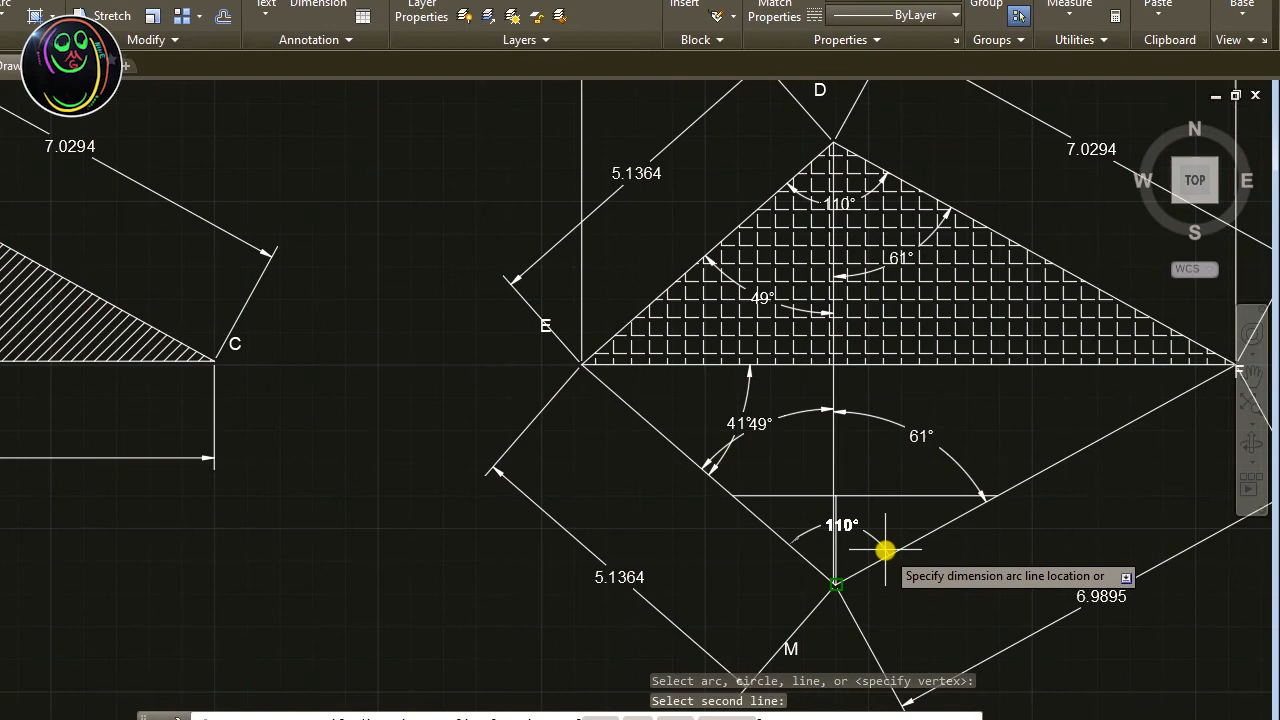 Stretch
Text
Dimension
Layer
Properties
Insert
Match
Properties
ByLayer
Group
Measure
Paste
Base
Modify
Annotation
Layers
Block
Properties
Groups
Utilities
Clipboard
View
Draw
+
D
7.0294
7.0294
5.1364
N
W TOP E
S
WCS
110°
61°
49°
E
C
F
41°
49°
61°
110°
Specify dimension arc line location or
5.1364
6.9895
M
Select arc, circle, line, or <specify vertex>:
Select second line: